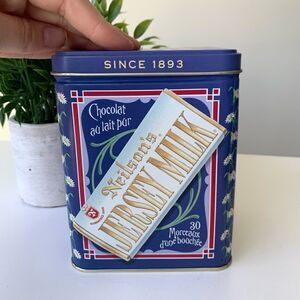 SINCE 1893
Chocolat
au lait pur
Neilson's
JERSEY MILK
30
Morceaux
d'une bouchée